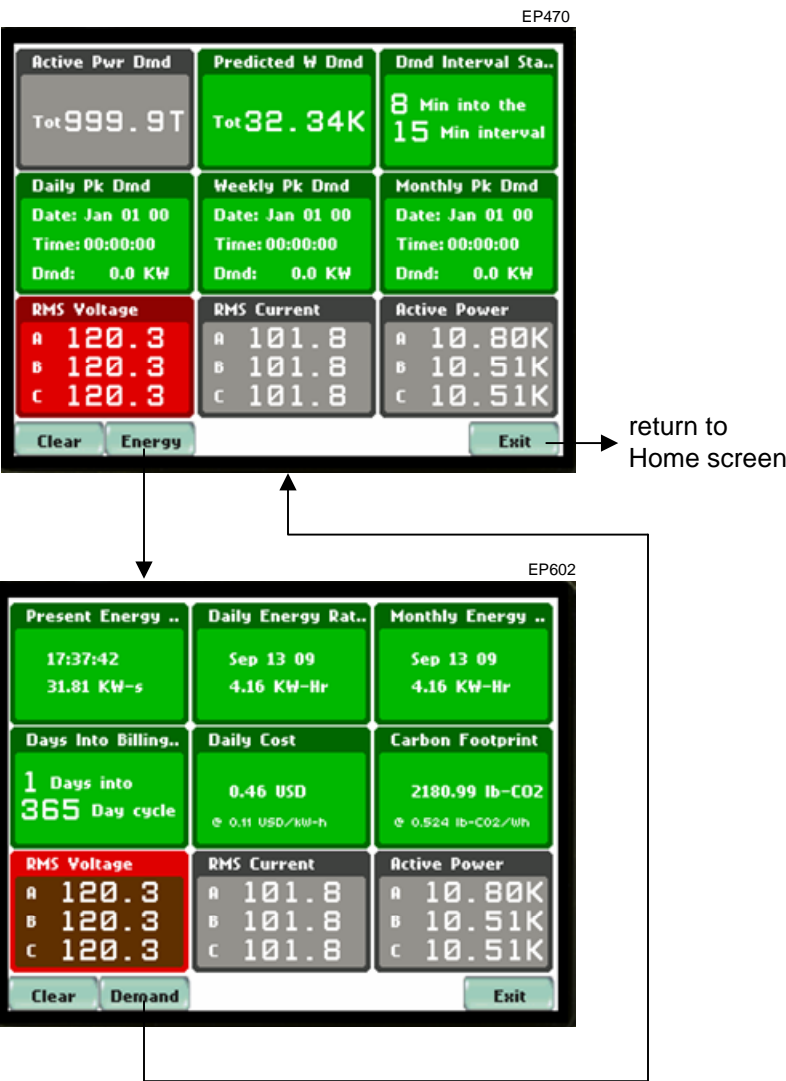 EP470
Active Pwr Dmd
Predicted W Dmd
Dmd Interval Sta..
Tot 999.9T
Tot 32.34K
8 Min into the
15 Min interval
Daily Pk Dmd
Date: Jan 01 00
Time: 00:00:00
Dmd: 0.0 KW
Weekly Pk Dmd
Date: Jan 01 00
Time: 00:00:00
Dmd: 0.0 KW
Monthly Pk Dmd
Date: Jan 01 00
Time: 00:00:00
Dmd: 0.0 KW
RMS Voltage
A 120.3
B 120.3
C 120.3
RMS Current
A 101.8
B 101.8
C 101.8
Active Power
A 10.80K
B 10.51K
C 10.51K
Clear
Energy
Exit
return to
Home screen
EP602
Present Energy ..
17:37:42
31.81 KW-s
Daily Energy Rat..
Sep 13 09
4.16 KW-Hr
Monthly Energy ..
Sep 13 09
4.16 KW-Hr
Days Into Billing..
1 Days into
365 Day cycle
Daily Cost
0.46 USD
@ 0.11 USD/kW-h
Carbon Footprint
2180.99 lb-CO2
@ 0.524 lb-CO2/Wh
RMS Voltage
A 120.3
B 120.3
C 120.3
RMS Current
A 101.8
B 101.8
C 101.8
Active Power
A 10.80K
B 10.51K
C 10.51K
Clear
Demand
Exit